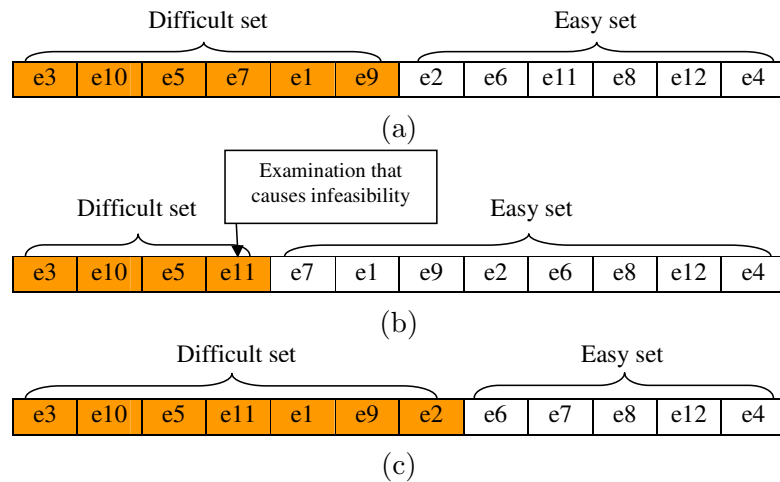 Difficult set Easy set
e3 e10 e5 e7 e1 e9 e2 e6 e11 e8 e12 e4
(a)
Examination that
causes infeasibility
Difficult set Easy set
e3 e10 e5 e11 e7 e1 e9 e2 e6 e8 e12 e4
(b)
Difficult set Easy set
e3 e10 e5 e11 e1 e9 e2 e6 e7 e8 e12 e4
(c)